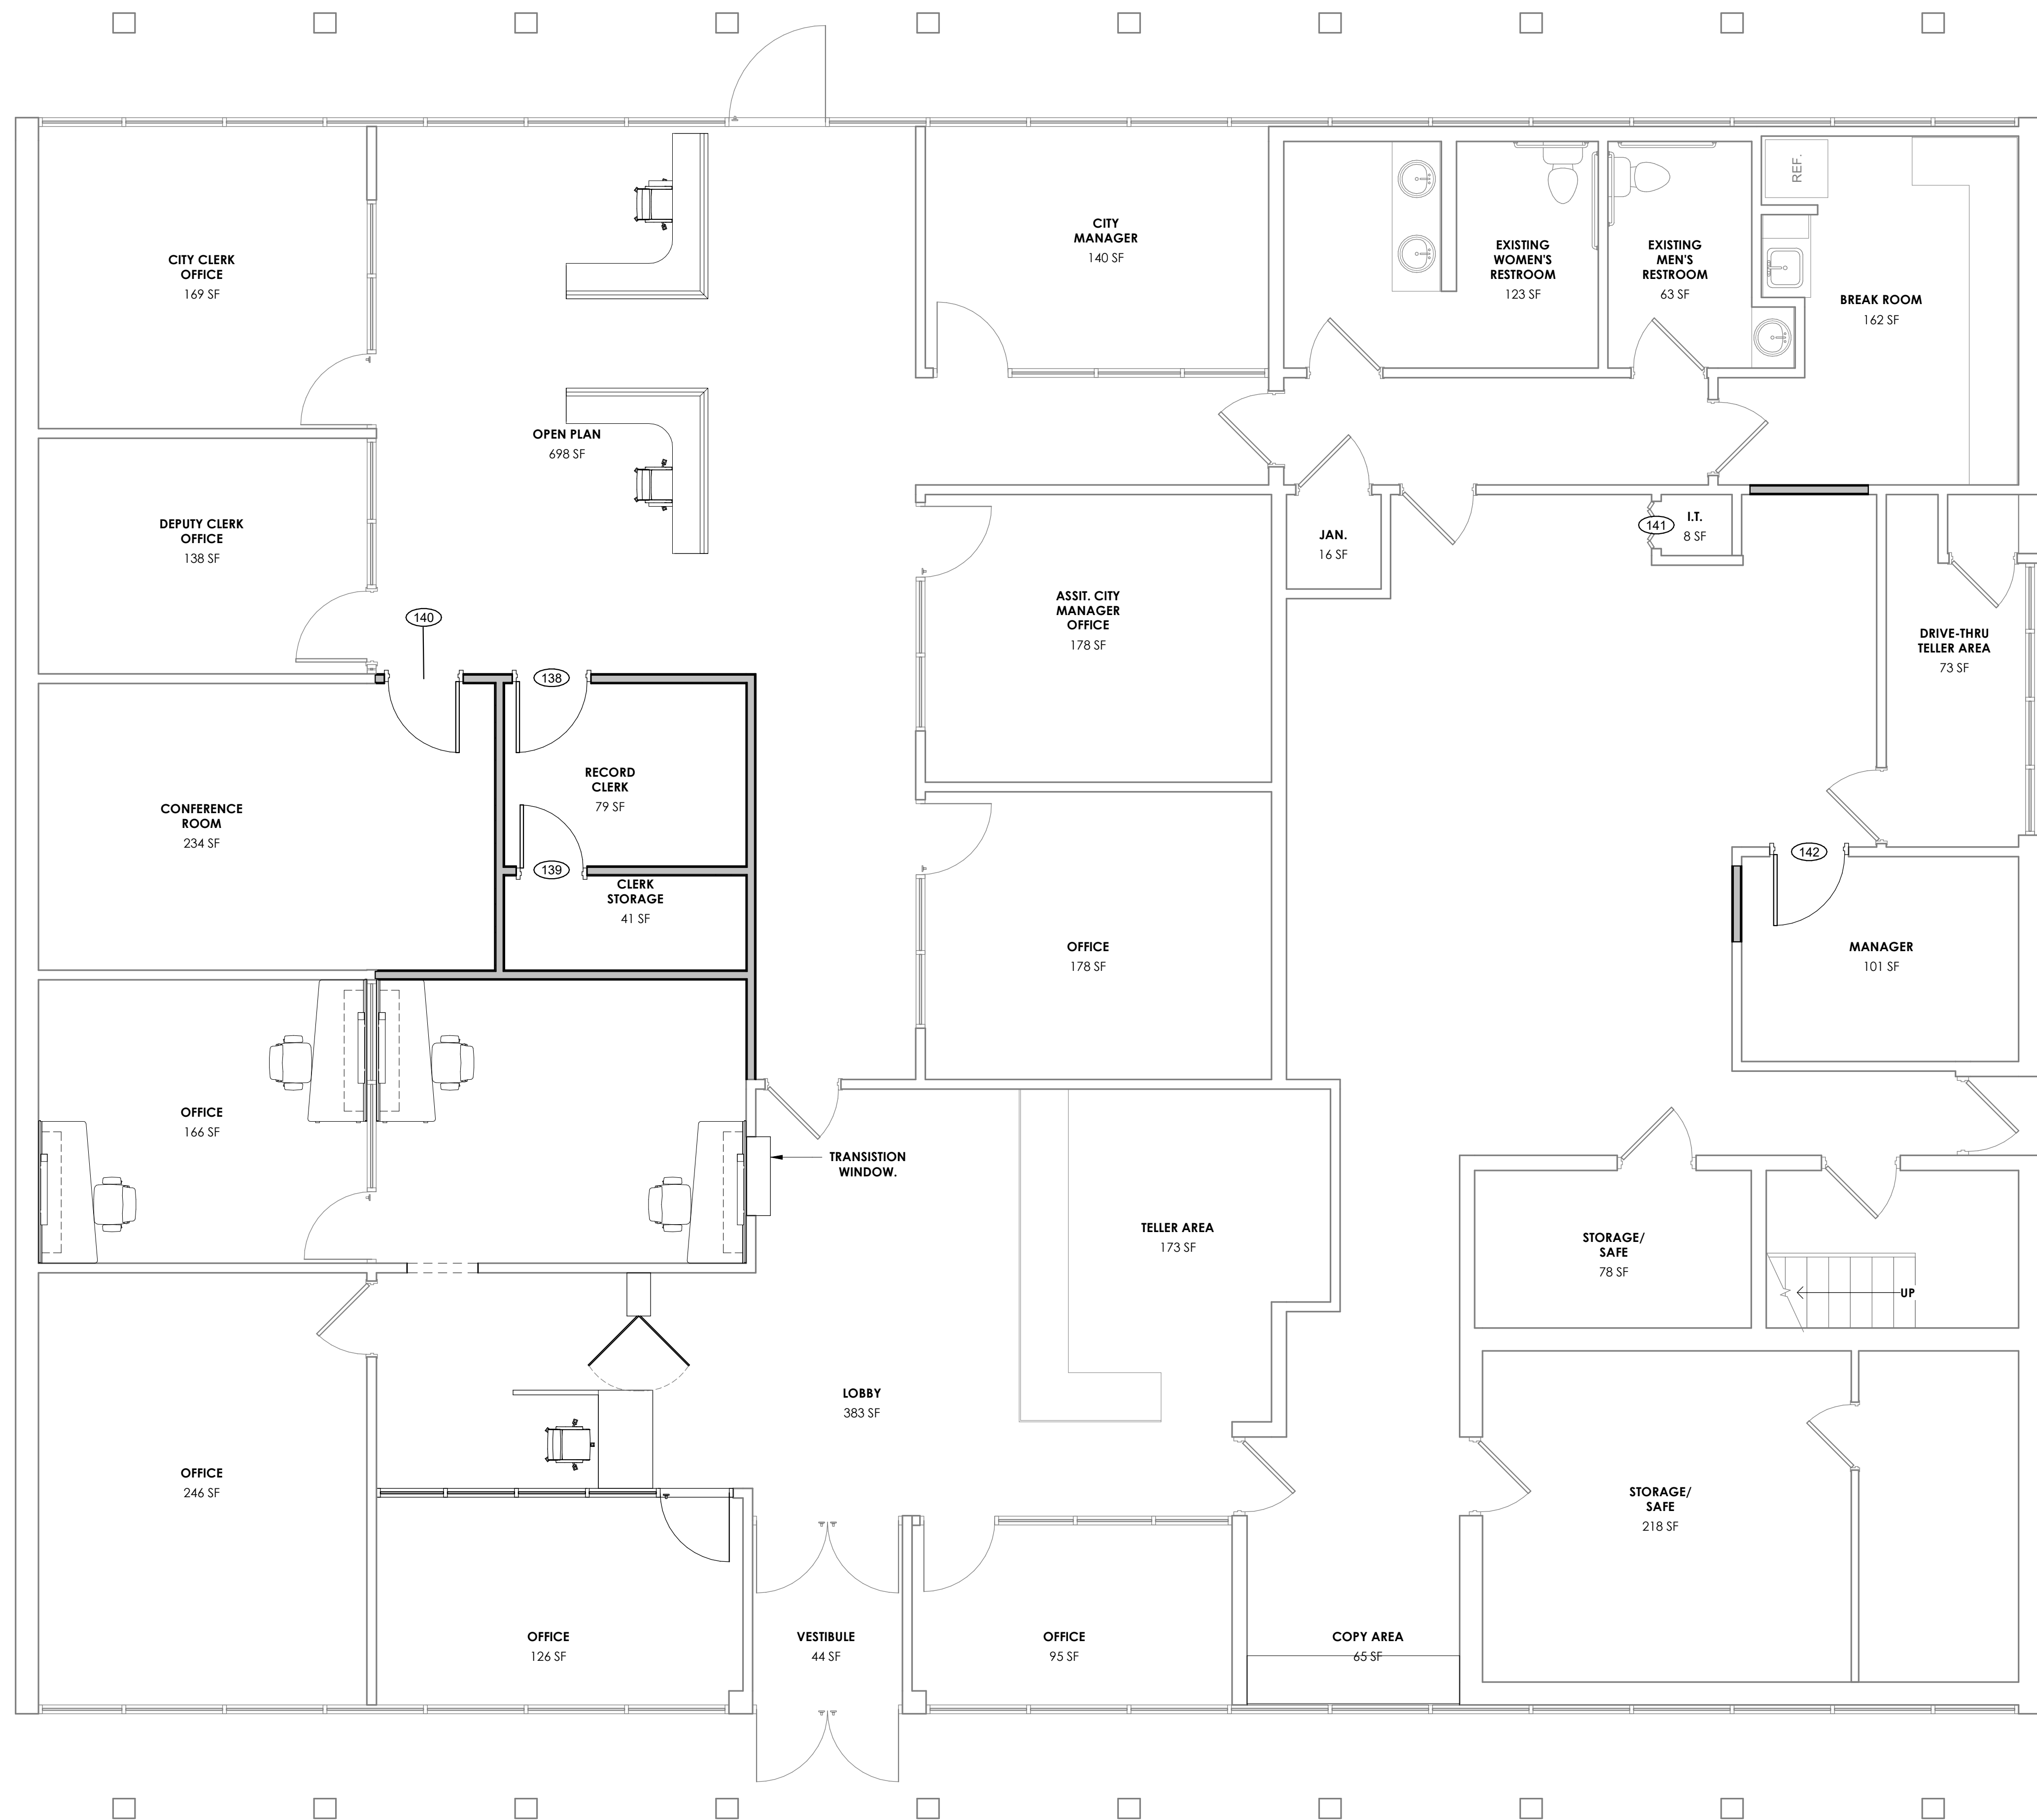 CITY CLERK
OFFICE
169 SF
CITY
MANAGER
140 SF
EXISTING
WOMEN'S
RESTROOM
123 SF
EXISTING
MEN'S
RESTROOM
63 SF
REF.
BREAK ROOM
162 SF
OPEN PLAN
698 SF
DEPUTY CLERK
OFFICE
138 SF
JAN.
16 SF
141
I.T.
8 SF
ASSIT. CITY
MANAGER
OFFICE
178 SF
DRIVE-THRU
TELLER AREA
73 SF
140
138
RECORD
CLERK
79 SF
CONFERENCE
ROOM
234 SF
139
CLERK
STORAGE
41 SF
142
OFFICE
178 SF
MANAGER
101 SF
OFFICE
166 SF
TRANSISTION
WINDOW.
TELLER AREA
173 SF
STORAGE/
SAFE
78 SF
UP
LOBBY
383 SF
OFFICE
246 SF
STORAGE/
SAFE
218 SF
OFFICE
126 SF
VESTIBULE
44 SF
OFFICE
95 SF
COPY AREA
65 SF